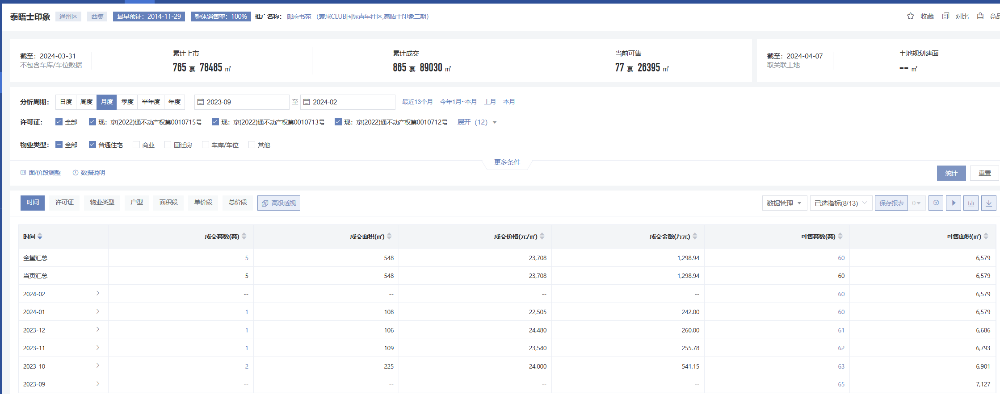 泰晤士印象 通州区 西集 最早预证：2014-11-29 整体销售率：100% 推广名称： 郎府书苑 （寰球CLUB国际青年社区,泰晤士印象二期） 收藏 对比
截至：2024-03-31
不包含车库/车位数据
累计上市
765 套 78485 ㎡
累计成交
865 套 89030 ㎡
当前可售
77 套 26395 ㎡
截至：2024-04-07
取关联土地
土地规划建面
-- ㎡
分析周期： 日度 周度 月度 季度 半年度 年度 2023-09 至 2024-02 最近13个月 今年1月~本月 上月 本月
许可证： 全部 现：京(2022)通不动产权第0010715号 现：京(2022)通不动产权第0010713号 现：京(2022)通不动产权第0010712号 展开（12）
物业类型： 全部 普通住宅 商业 回迁房 车库/车位 其他
更多条件
面/价段调整 数据说明 统计 重置
时间 许可证 物业类型 户型 面积段 单价段 总价段 高级透视 数据管理 已选指标(8/13) 保存报表 0
时间 成交套数(套) 成交面积(㎡) 成交价格(元/㎡) 成交金额(万元) 可售套数(套) 可售面积(㎡)
全量汇总 5 548 23,708 1,298.94 60 6,579
当页汇总 5 548 23,708 1,298.94 60 6,579
2024-02 -- -- -- -- 60 6,579
2024-01 1 108 22,505 242.00 60 6,579
2023-12 1 106 24,480 260.00 61 6,686
2023-11 1 109 23,540 255.78 62 6,793
2023-10 2 225 24,000 541.15 63 6,901
2023-09 -- -- -- -- 65 7,127